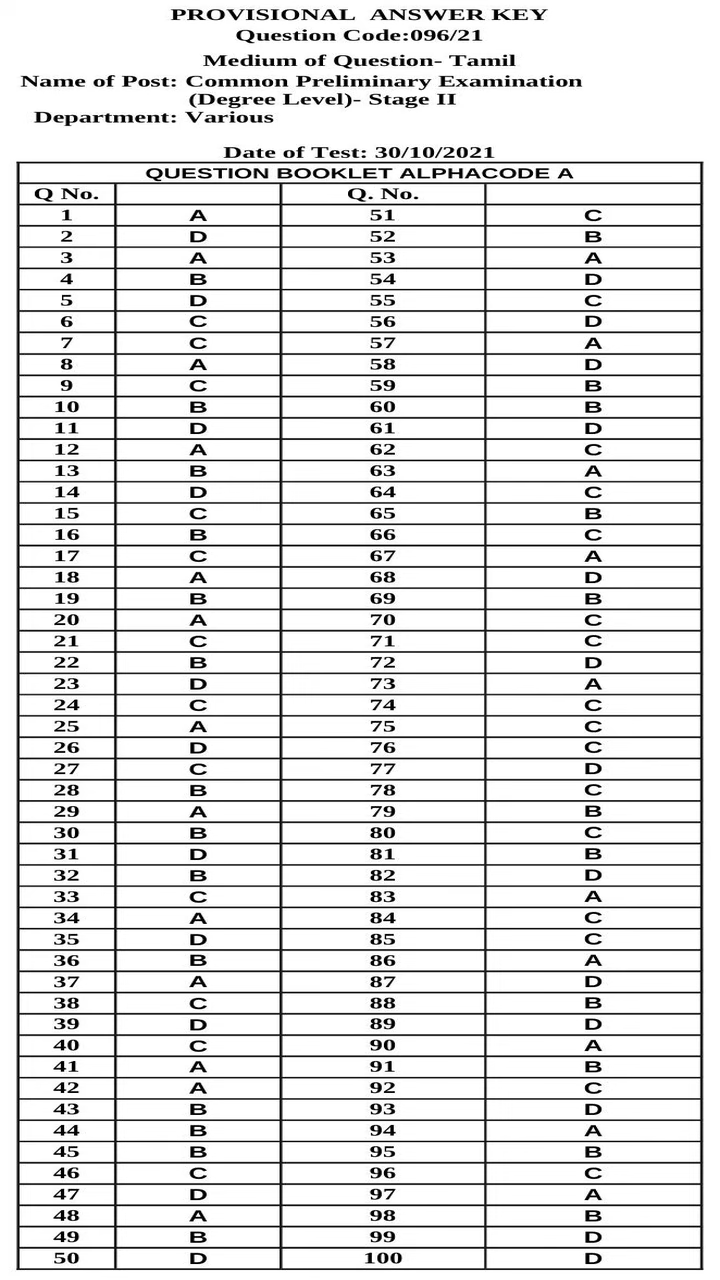 PROVISIONAL ANSWER KEY
Question Code:096/21
Medium of Question- Tamil
Name of Post: Common Preliminary Examination
(Degree Level)- Stage II
Department: Various
Date of Test: 30/10/2021
QUESTION BOOKLET ALPHACODE A
Q No. Q. No.
1 A 51 C
2 D 52 B
3 A 53 A
4 B 54 D
5 D 55 C
6 C 56 D
7 C 57 A
8 A 58 D
9 C 59 B
10 B 60 B
11 D 61 D
12 A 62 C
13 B 63 A
14 D 64 C
15 C 65 B
16 B 66 C
17 C 67 A
18 A 68 D
19 B 69 B
20 A 70 C
21 C 71 C
22 B 72 D
23 D 73 A
24 C 74 C
25 A 75 C
26 D 76 C
27 C 77 D
28 B 78 C
29 A 79 B
30 B 80 C
31 D 81 B
32 B 82 D
33 C 83 A
34 A 84 C
35 D 85 C
36 B 86 A
37 A 87 D
38 C 88 B
39 D 89 D
40 C 90 A
41 A 91 B
42 A 92 C
43 B 93 D
44 B 94 A
45 B 95 B
46 C 96 C
47 D 97 A
48 A 98 B
49 B 99 D
50 D 100 D